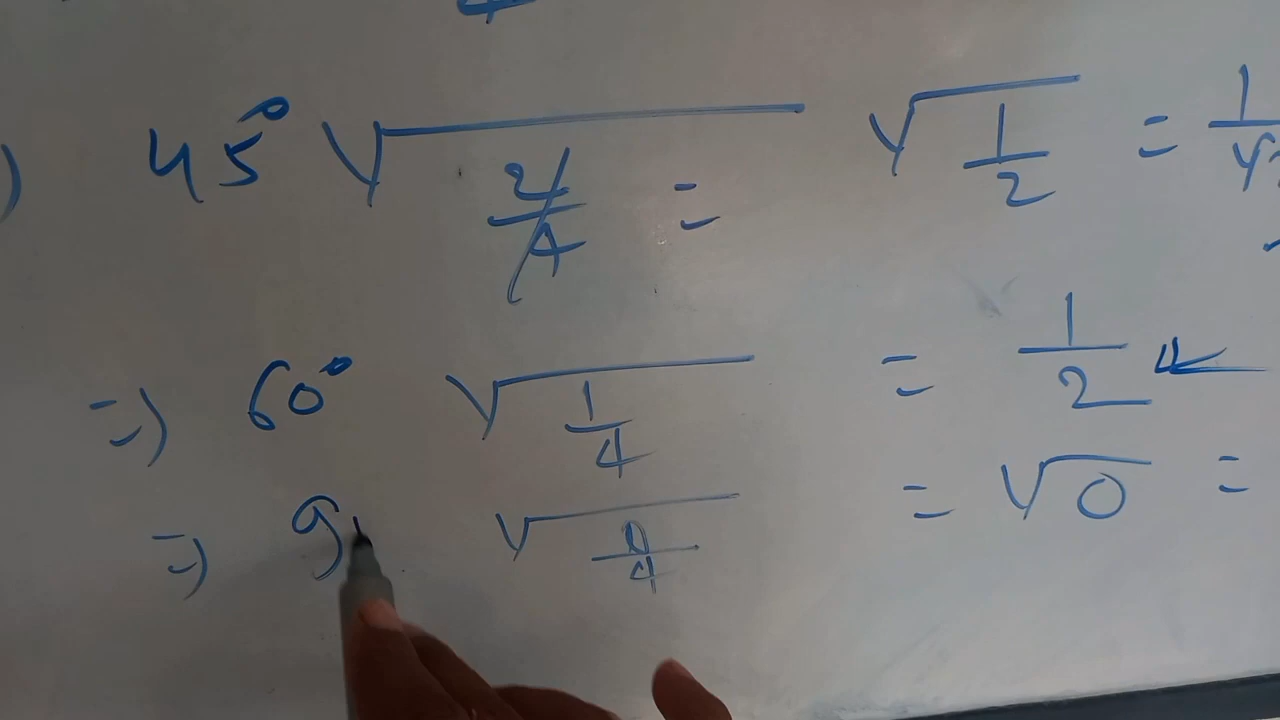 ) 45° √(2/4) = √(1/2) = 1/√
=) 60° √(1/4) = 1/2
=) 9 √(0/4) = √0 =